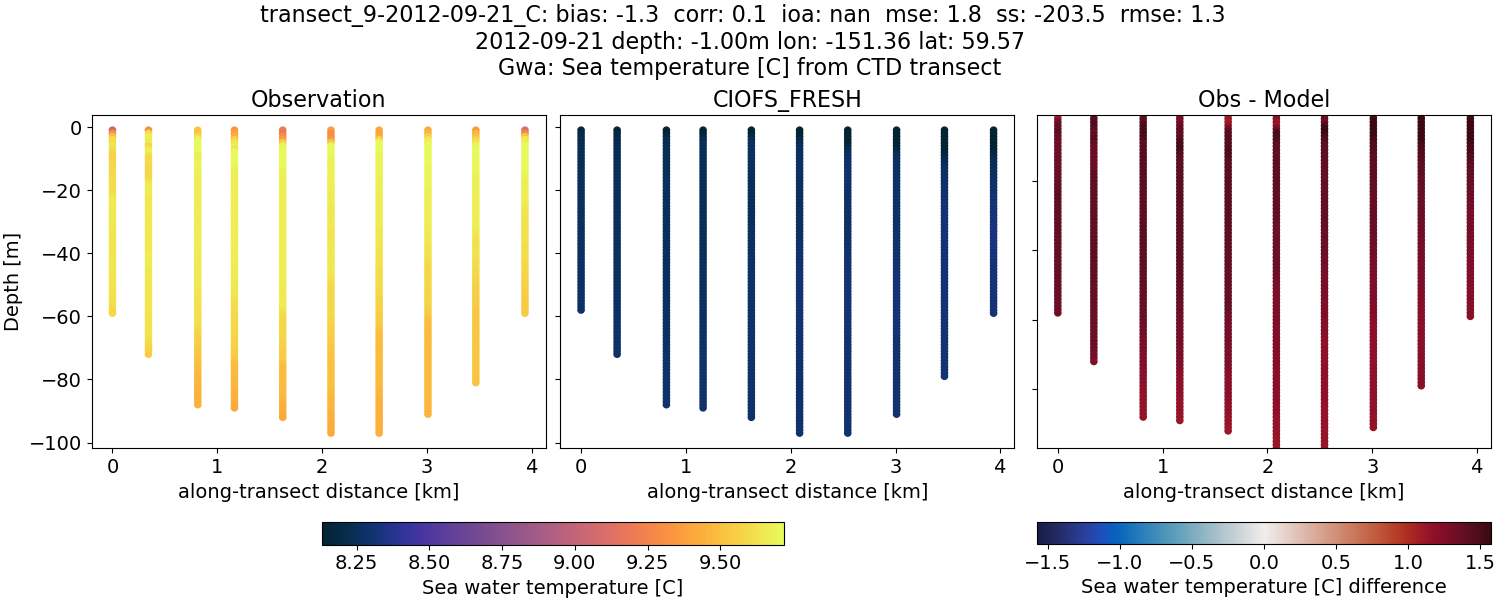 transect_9-2012-09-21_C: bias: -1.3  corr: 0.1  ioa: nan  mse: 1.8  ss: -203.5  rmse: 1.3
2012-09-21 depth: -1.00m lon: -151.36 lat: 59.57
Gwa: Sea temperature [C] from CTD transect
Observation
CIOFS_FRESH
Obs - Model
Depth [m]
0
−20
−40
−60
−80
−100
0 1 2 3 4
0 1 2 3 4
0 1 2 3 4
along-transect distance [km]
along-transect distance [km]
along-transect distance [km]
8.25 8.50 8.75 9.00 9.25 9.50
Sea water temperature [C]
−1.5 −1.0 −0.5 0.0 0.5 1.0 1.5
Sea water temperature [C] difference